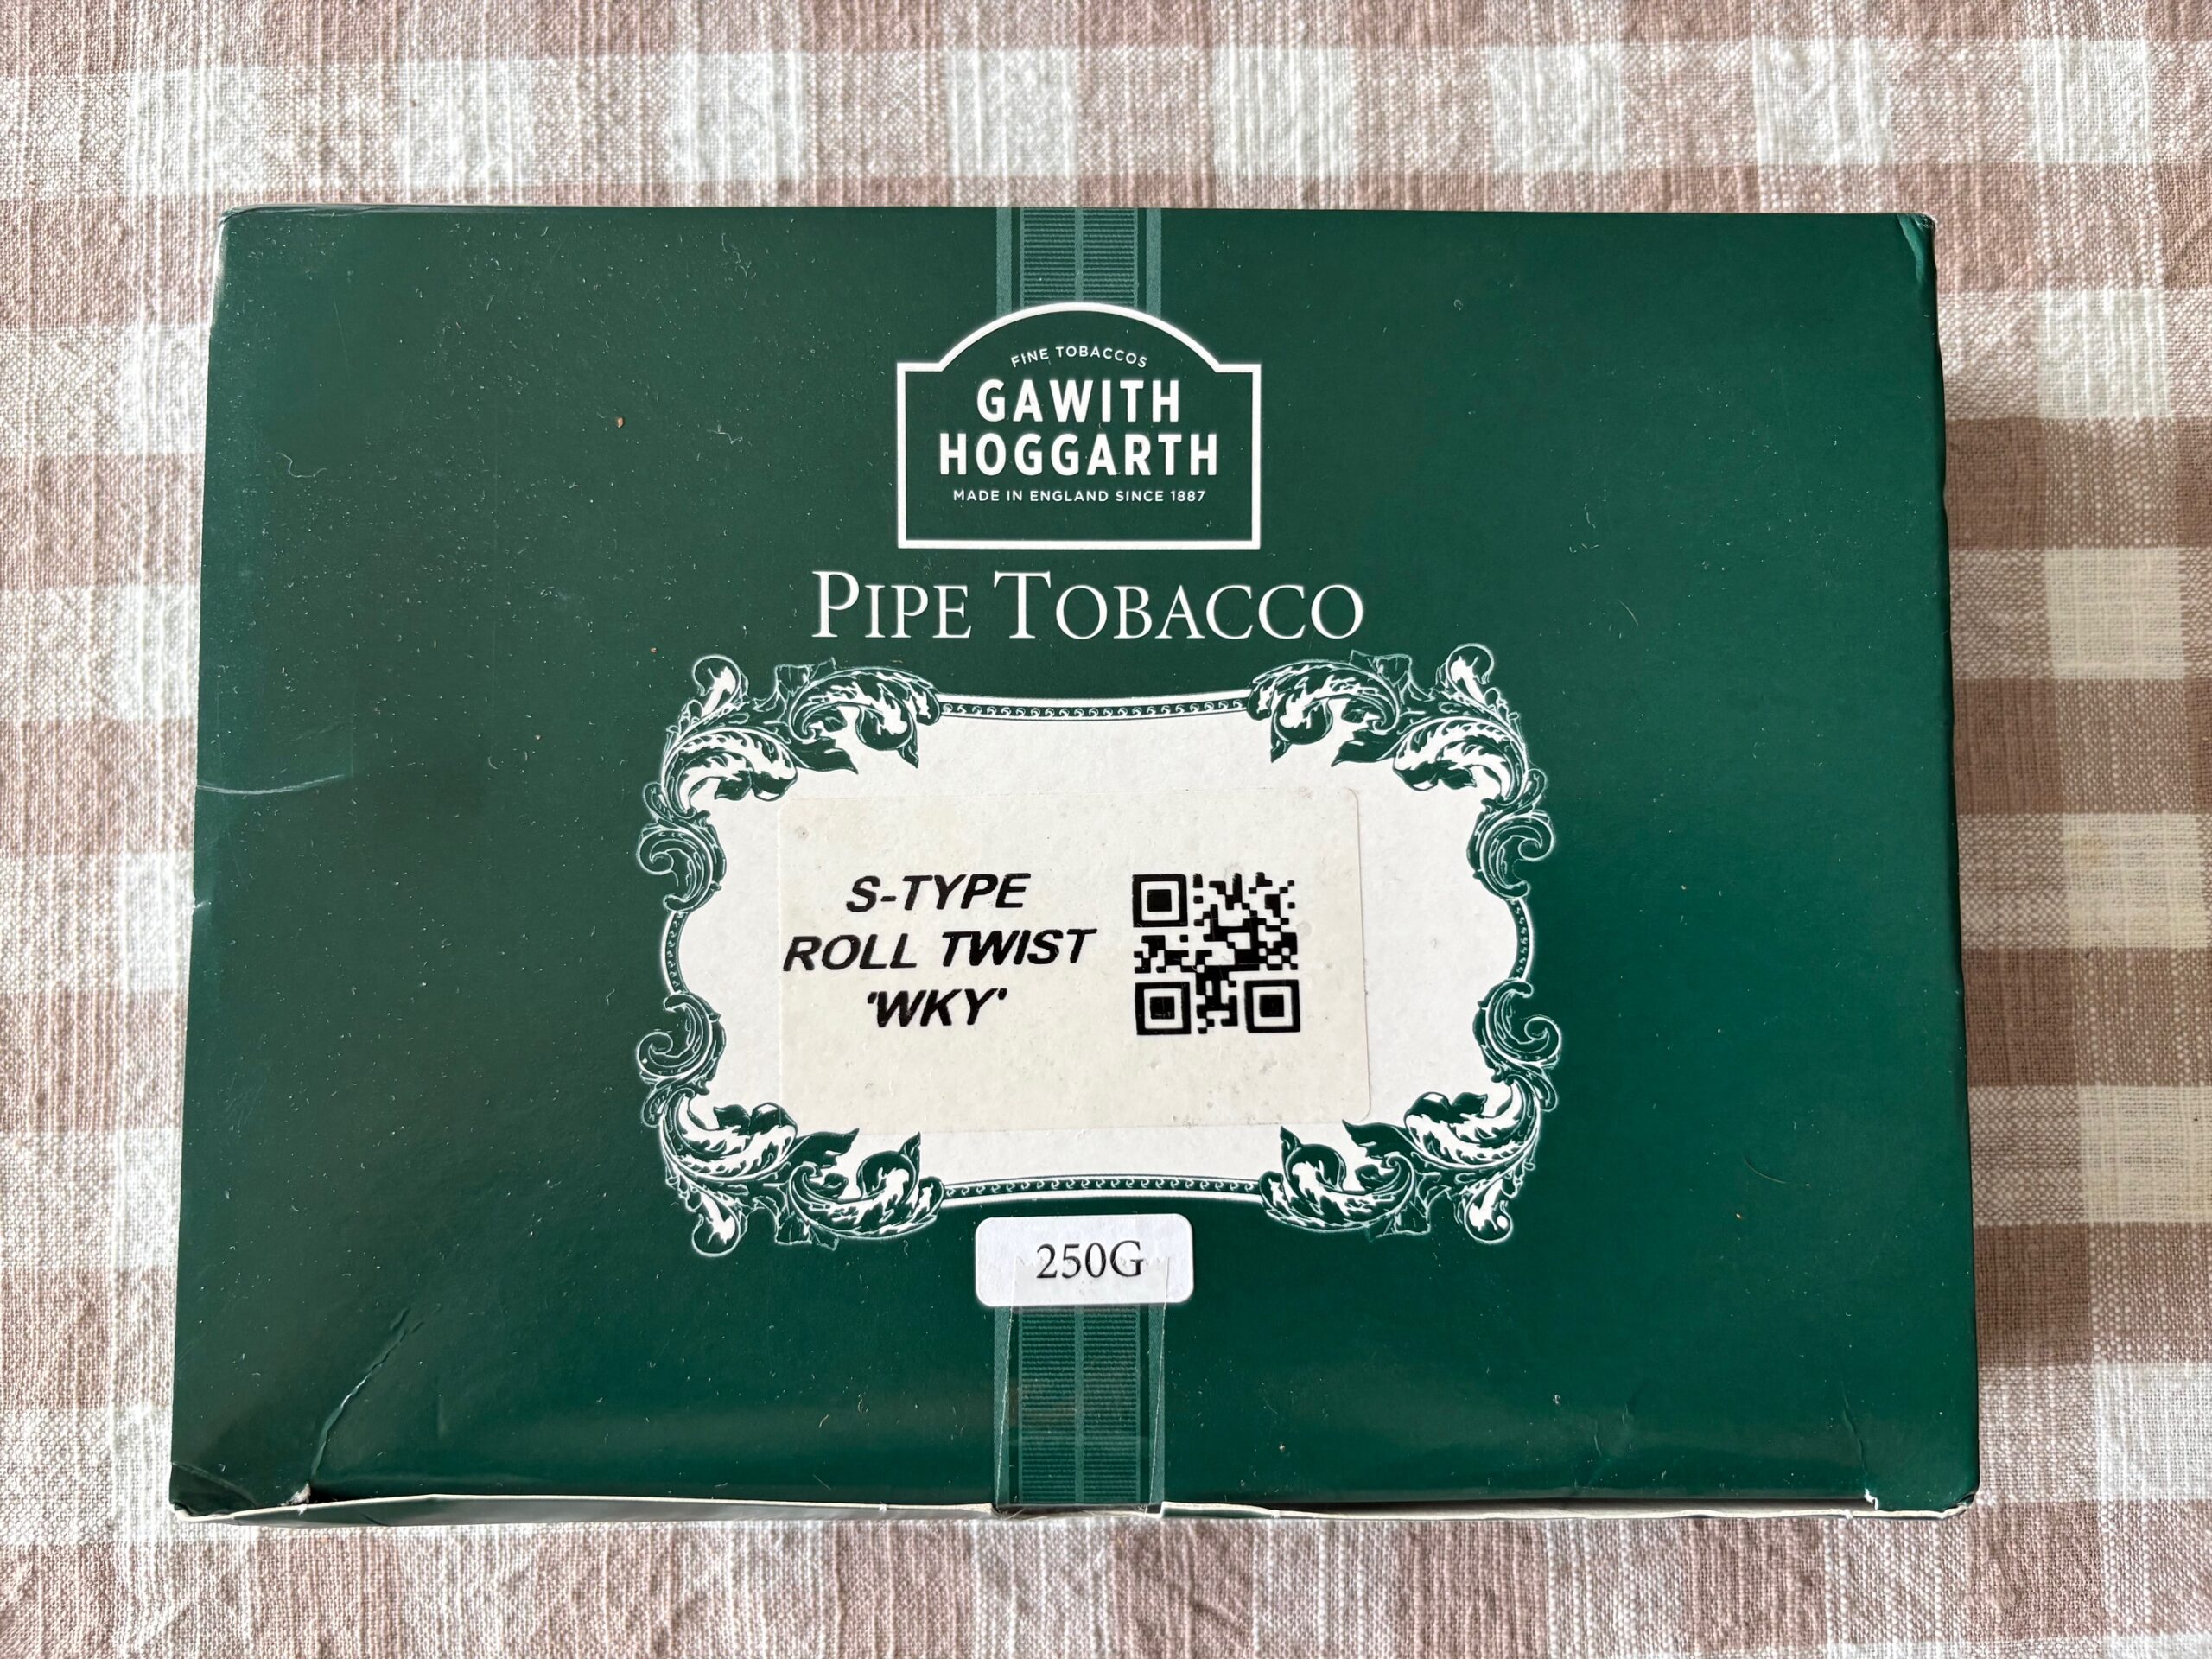 FINE TOBACCOS
GAWITH
HOGGARTH
MADE IN ENGLAND SINCE 1887
PIPE TOBACCO
S-TYPE
ROLL TWIST
'WKY'
250G